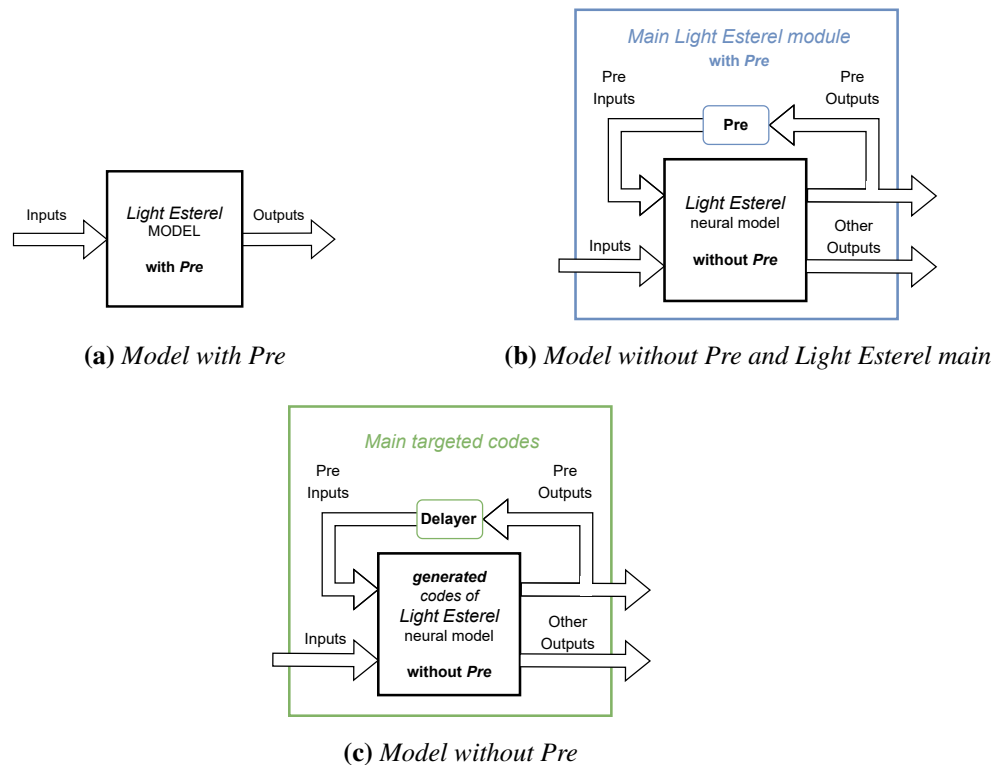 Inputs
Light Esterel
MODEL
with Pre
Outputs
(a) Model with Pre
Main Light Esterel module
with Pre
Pre
Inputs
Pre
Pre
Outputs
Light Esterel
neural model
without Pre
Inputs
Other
Outputs
(b) Model without Pre and Light Esterel main
Main targeted codes
Pre
Inputs
Delayer
Pre
Outputs
generated
codes of
Light Esterel
neural model
without Pre
Inputs
Other
Outputs
(c) Model without Pre